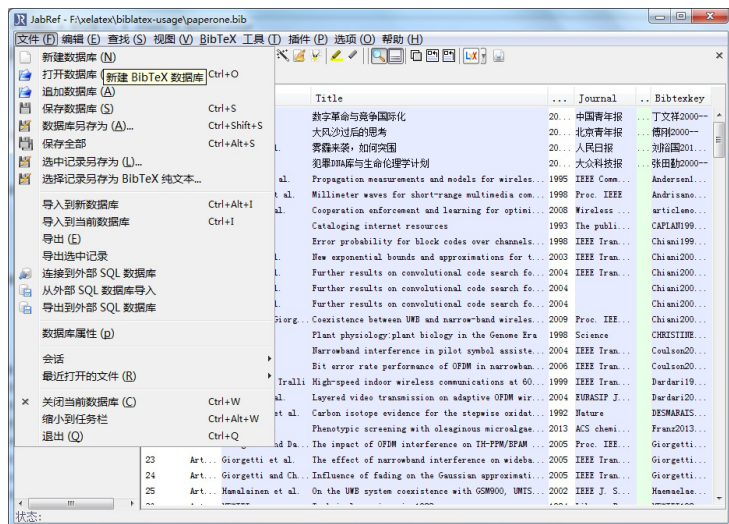 JabRef - F:\xelatex\biblatex-usage\paperone.bib
文件 (F) 编辑 (E) 查找 (S) 视图 (V) BibTeX 工具 (T) 插件 (P) 选项 (O) 帮助 (H)
新建数据库 (N)
打开数据库 ( Ctrl+O
新建 BibTeX 数据库
追加数据库 (A)
保存数据库 (S) Ctrl+S
数据库另存为 (A)... Ctrl+Shift+S
保存全部 Ctrl+Alt+S
选中记录另存为 (L)...
选择记录另存为 BibTeX 纯文本...
导入到新数据库 Ctrl+Alt+I
导入到当前数据库 Ctrl+I
导出 (E)
导出选中记录
连接到外部 SQL 数据库
从外部 SQL 数据库导入
导出到外部 SQL 数据库
数据库属性 (p)
会话
最近打开的文件 (R)
关闭当前数据库 (C) Ctrl+W
缩小到任务栏 Ctrl+Alt+W
退出 (Q) Ctrl+Q
Title ... Journal .. Bibtexkey
数字革命与竞争国际化 20... 中国青年报 ... 丁文祥2000--
大风沙过后的思考 20... 北京青年报 ... 傅刚2000--
雾霾来袭，如何突围 20... 人民日报 ... 刘裕国201...
犯罪DNA库与生命伦理学计划 20... 大众科技报 ... 张田勤2000--
al. Propagation measurements and models for wireles... 1995 IEEE Comm... Andersen1...
t al. Millimeter waves for short-range multimedia com... 1998 Proc. IEEE Andrisano...
al. Cooperation enforcement and learning for optimi... 2008 Wireless ... articlemo...
Cataloging internet resources 1993 The publi... CAPLAN199...
Error probability for block codes over channels... 1998 IEEE Tran... Chiani199...
l. New exponential bounds and approximations for t... 2003 IEEE Tran... Chiani200...
l. Further results on convolutional code search fo... 2004 IEEE Tran... Chiani200...
l. Further results on convolutional code search fo... 2004 Chiani200...
l. Further results on convolutional code search fo... 2004 Chiani200...
Giorg... Coexistence between UWB and narrow-band wireles... 2009 Proc. IEE... Chiani200...
Plant physiology:plant biology in the Genome Era 1998 Science CHRISTINE...
Narrowband interference in pilot symbol assiste... 2004 IEEE Tran... Coulson20...
Bit error rate performance of OFDM in narrowban... 2006 IEEE Tran... Coulson20...
Tralli High-speed indoor wireless communications at 60... 1999 IEEE Tran... Dardari19...
al. Layered video transmission on adaptive OFDM wir... 2004 EURASIP J... Dardari20...
et al. Carbon isotope evidence for the stepwise oxidat... 1992 Nature DESMARAIS...
Phenotypic screening with oleaginous microalgae... 2013 ACS chemi... Franz2013...
nd Da... The impact of OFDM interference on TH-PPM/BPAM ... 2005 Proc. IEE... Giorgetti...
23 Art... Giorgetti et al. The effect of narrowband interference on wideba... 2005 IEEE Tran... Giorgetti...
24 Art... Giorgetti and Ch... Influence of fading on the Gaussian approximati... 2005 IEEE Tran... Giorgetti...
25 Art... Hamalainen et al. On the UWB system coexistence with GSM900, UMTS... 2002 IEEE J. S... Haemaelae...
状态: